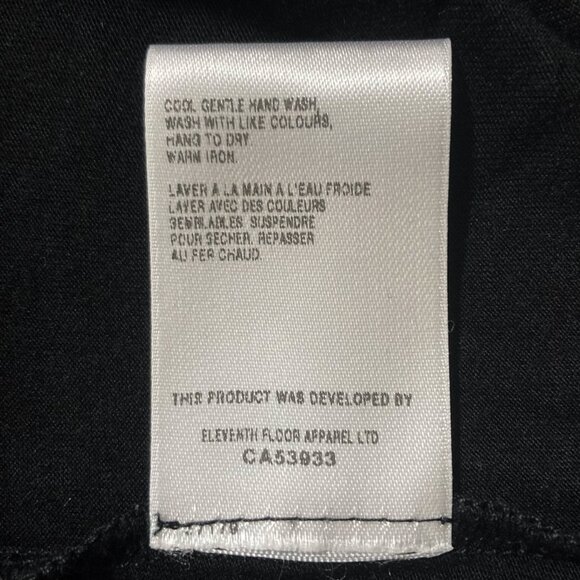 COOL GENTLE HAND WASH,
WASH WITH LIKE COLOURS,
HANG TO DRY.
WARM IRON.
LAVER A LA MAIN A L'EAU FROIDE
LAVER AVEC DES COULEURS
SEMBLABLES. SUSPENDRE
POUR SECHER. REPASSER
AU FER CHAUD.
THIS PRODUCT WAS DEVELOPED BY
ELEVENTH FLOOR APPAREL LTD
CA53933